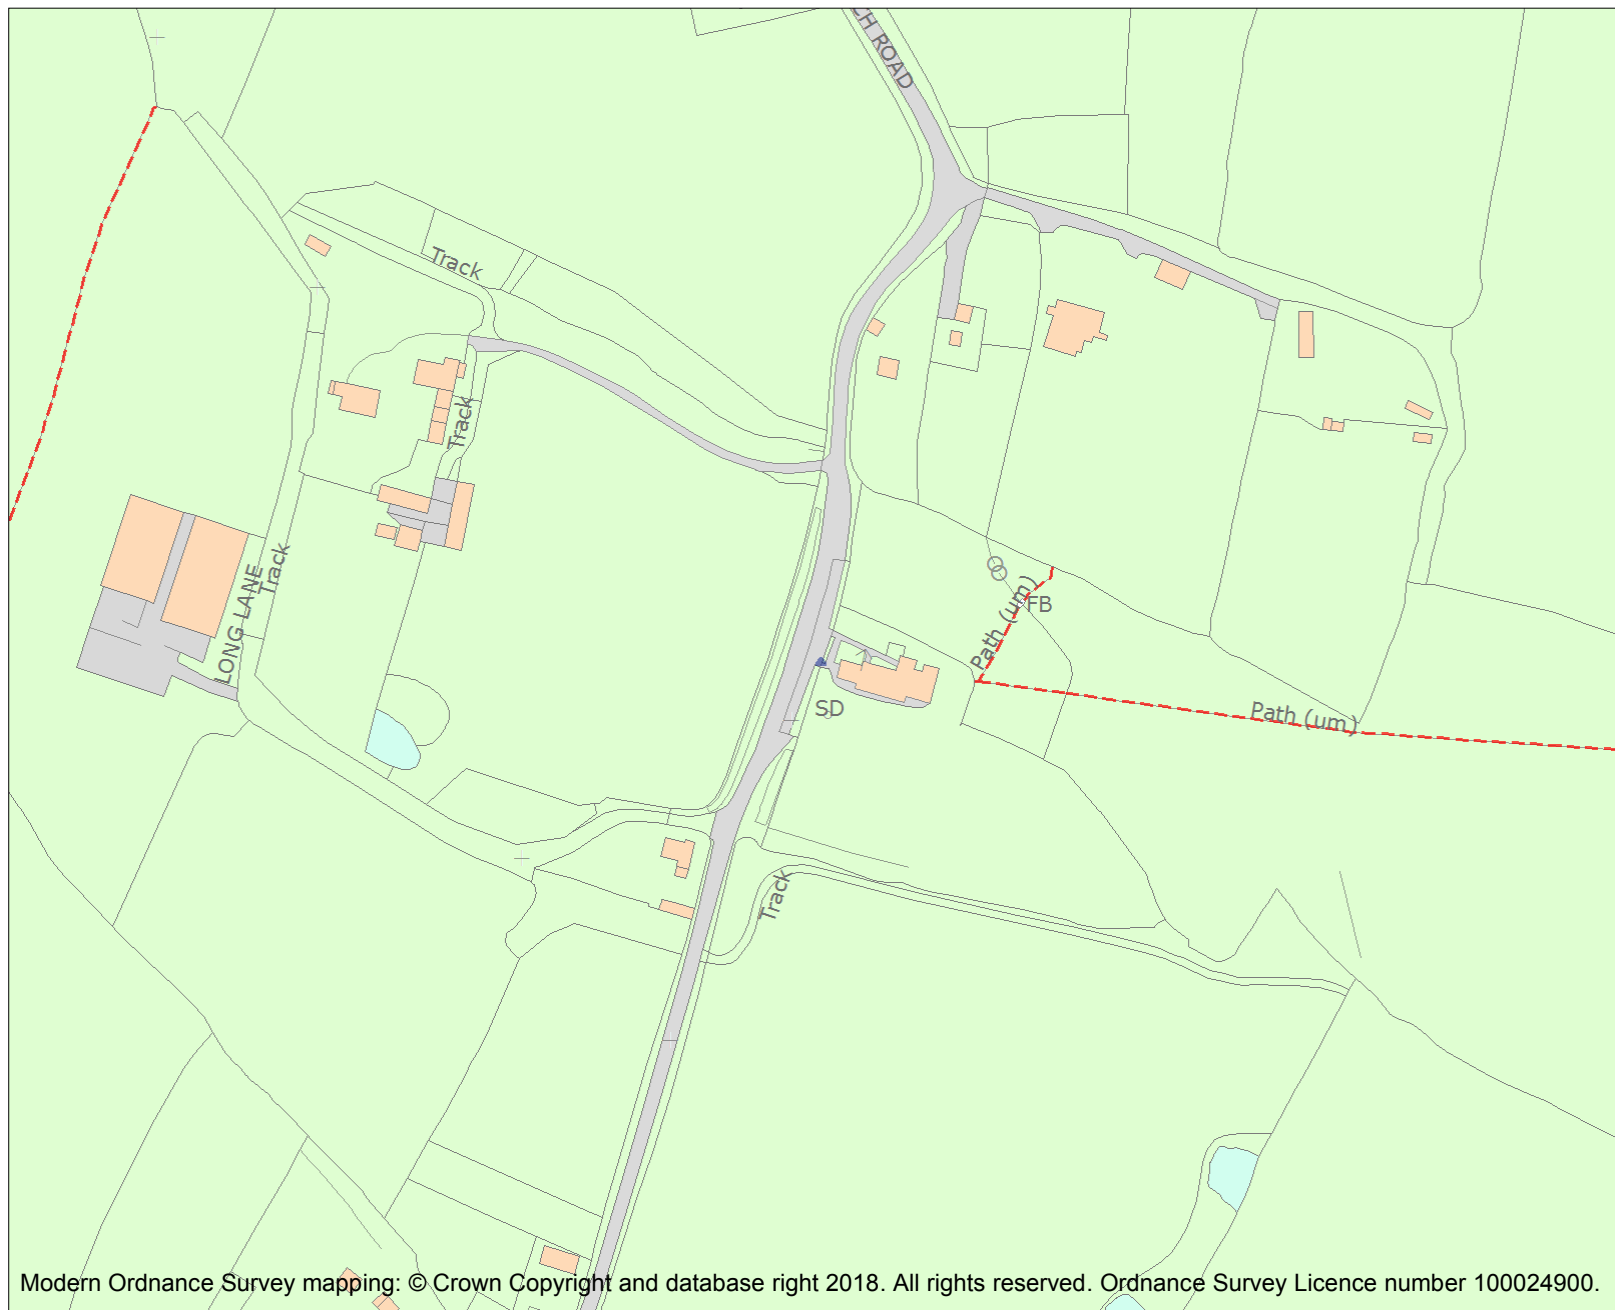 CH ROAD
Track
Track
LONG LANE
Track
Path (um)
FB
SD
Path (um)
Track
Modern Ordnance Survey mapping: © Crown Copyright and database right 2018. All rights reserved. Ordnance Survey Licence number 100024900.